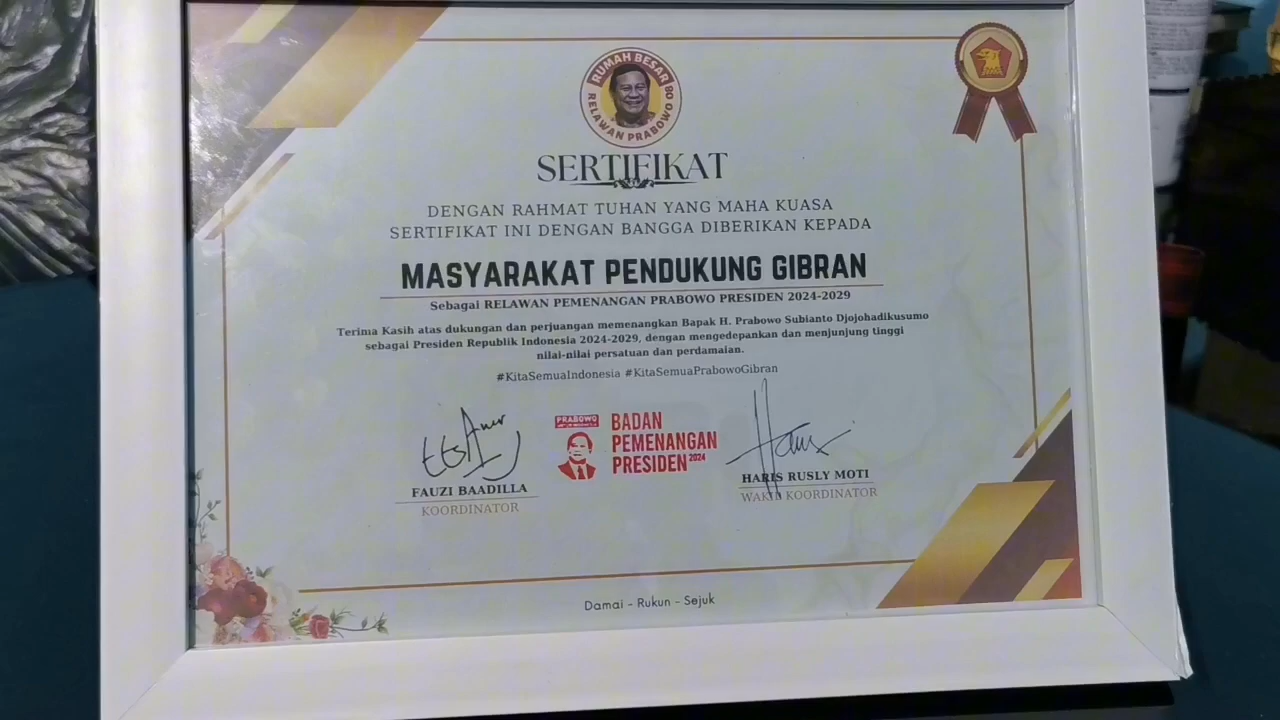 RUMAH BESAR
RELAWAN PRABOWO 08
SERTIFIKAT
DENGAN RAHMAT TUHAN YANG MAHA KUASA
SERTIFIKAT INI DENGAN BANGGA DIBERIKAN KEPADA
MASYARAKAT PENDUKUNG GIBRAN
Sebagai RELAWAN PEMENANGAN PRABOWO PRESIDEN 2024-2029
Terima Kasih atas dukungan dan perjuangan memenangkan Bapak H. Prabowo Subianto Djojohadikusumo
sebagai Presiden Republik Indonesia 2024-2029, dengan mengedepankan dan menjunjung tinggi
nilai-nilai persatuan dan perdamaian.
#KitaSemuaIndonesia #KitaSemuaPrabowoGibran
PRABOWO
BADAN
PEMENANGAN
PRESIDEN 2024
FAUZI BAADILLA
KOORDINATOR
HARIS RUSLY MOTI
WAKIL KOORDINATOR
Damai - Rukun - Sejuk